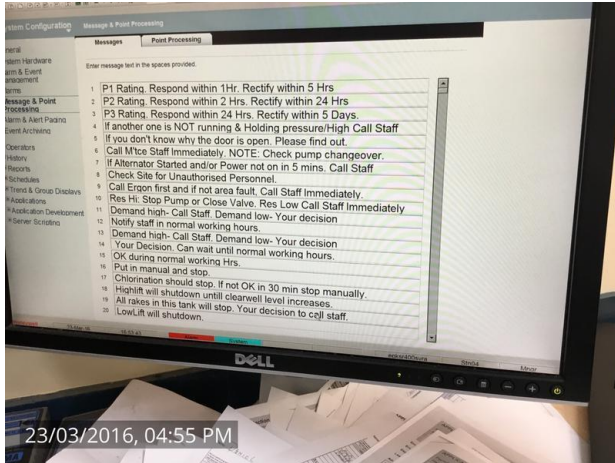 System Configuration
Message & Point Processing
Messages
Point Processing
Enter message text in the spaces provided.
General
System Hardware
Alarm & Event
Management
Alarms
Message & Point
Processing
Alarm & Alert Paging
Event Archiving
Operators
History
Reports
Schedules
Trend & Group Displays
Applications
Application Development
Server Scripting
1 P1 Rating. Respond within 1Hr. Rectify within 5 Hrs
2 P2 Rating. Respond within 2 Hrs. Rectify within 24 Hrs
3 P3 Rating. Respond within 24 Hrs. Rectify within 5 Days.
4 If another one is NOT running & Holding pressure/High Call Staff
5 If you don't know why the door is open. Please find out.
6 Call M'tce Staff Immediately. NOTE: Check pump changeover.
7 If Alternator Started and/or Power not on in 5 mins. Call Staff
8 Check Site for Unauthorised Personnel.
9 Call Ergon first and if not area fault, Call Staff Immediately.
10 Res Hi: Stop Pump or Close Valve. Res Low Call Staff Immediately
11 Demand high- Call Staff. Demand low- Your decision
12 Notify staff in normal working hours.
13 Demand high- Call Staff. Demand low- Your decision
14 Your Decision. Can wait until normal working hours.
15 OK during normal working Hrs.
16 Put in manual and stop.
17 Chlorination should stop. If not OK in 30 min stop manually.
18 Highlift will shutdown untill clearwell level increases.
19 All rakes in this tank will stop. Your decision to call staff.
20 LowLift will shutdown.
Alarm
System
Stn04
Mngr
DELL
23/03/2016, 04:55 PM